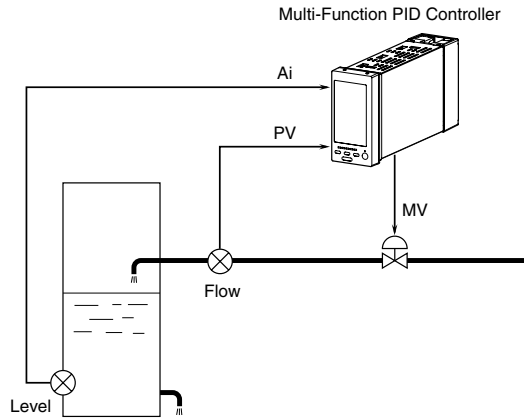 Multi-Function PID Controller
Ai
PV
MV
Flow
Level